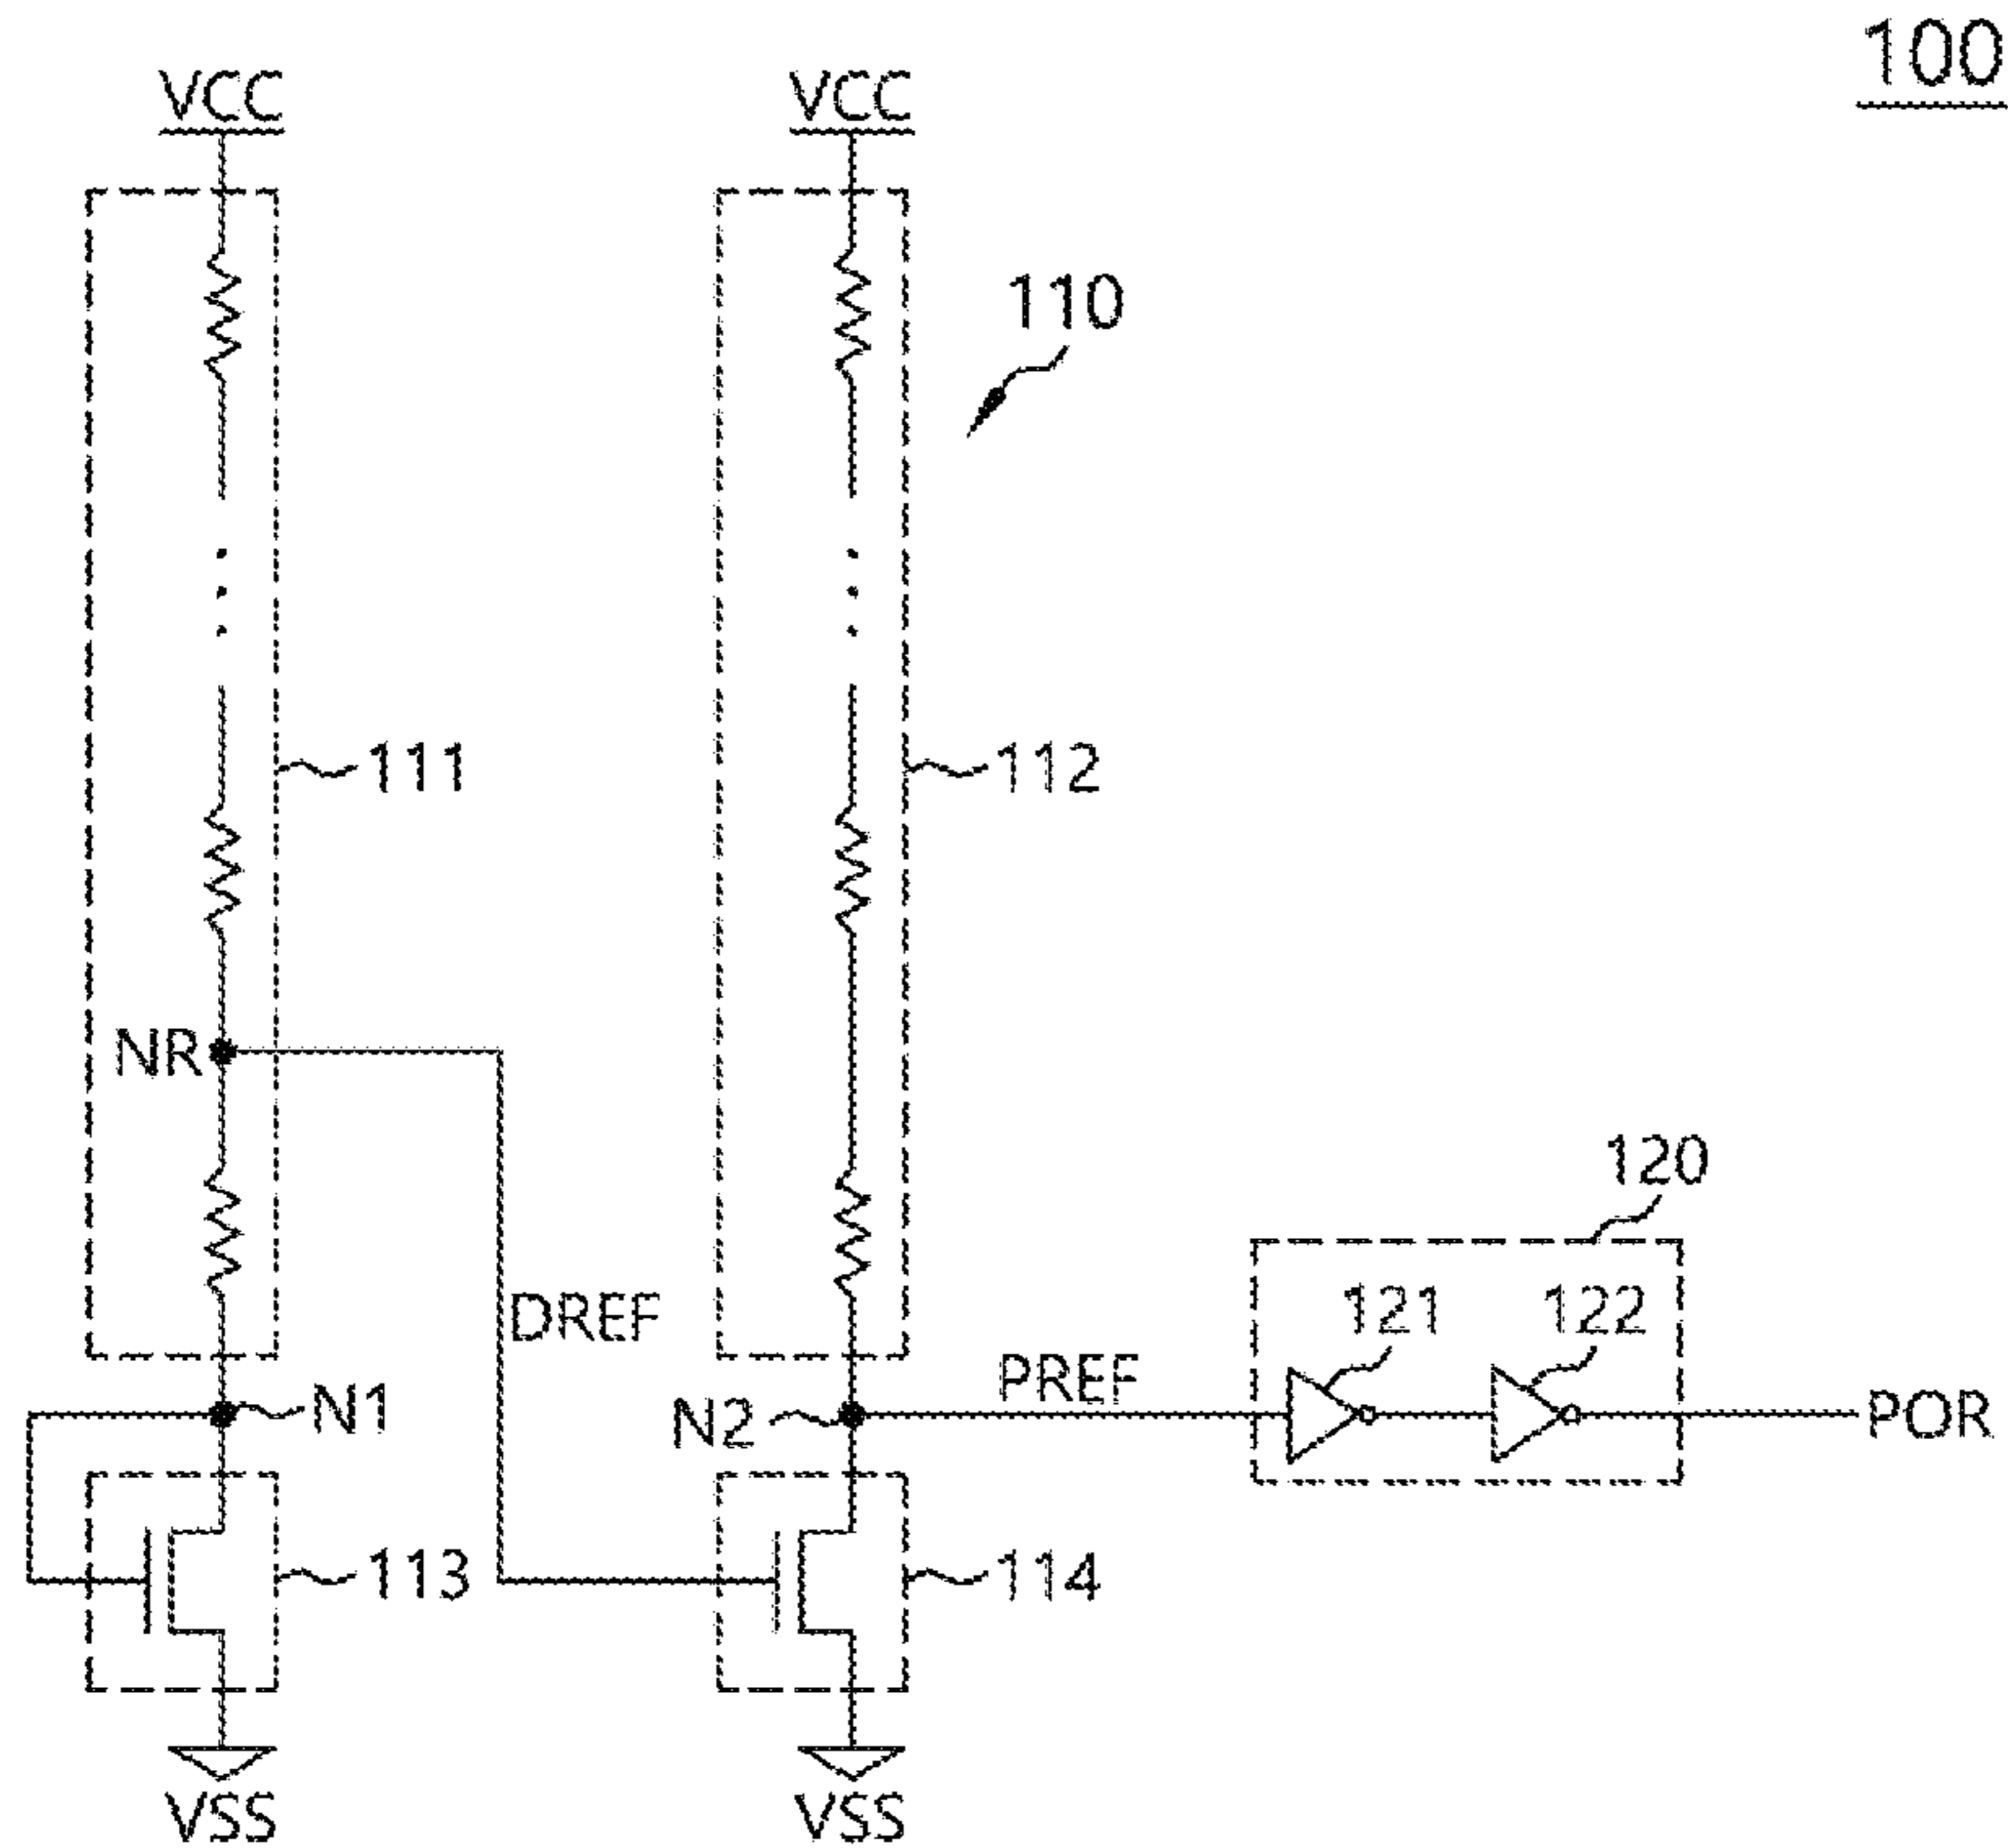 100
VCC
VCC
110
111
112
NR
120
DREF
121
122
PREF
N1
N2
POR
113
114
VSS
VSS